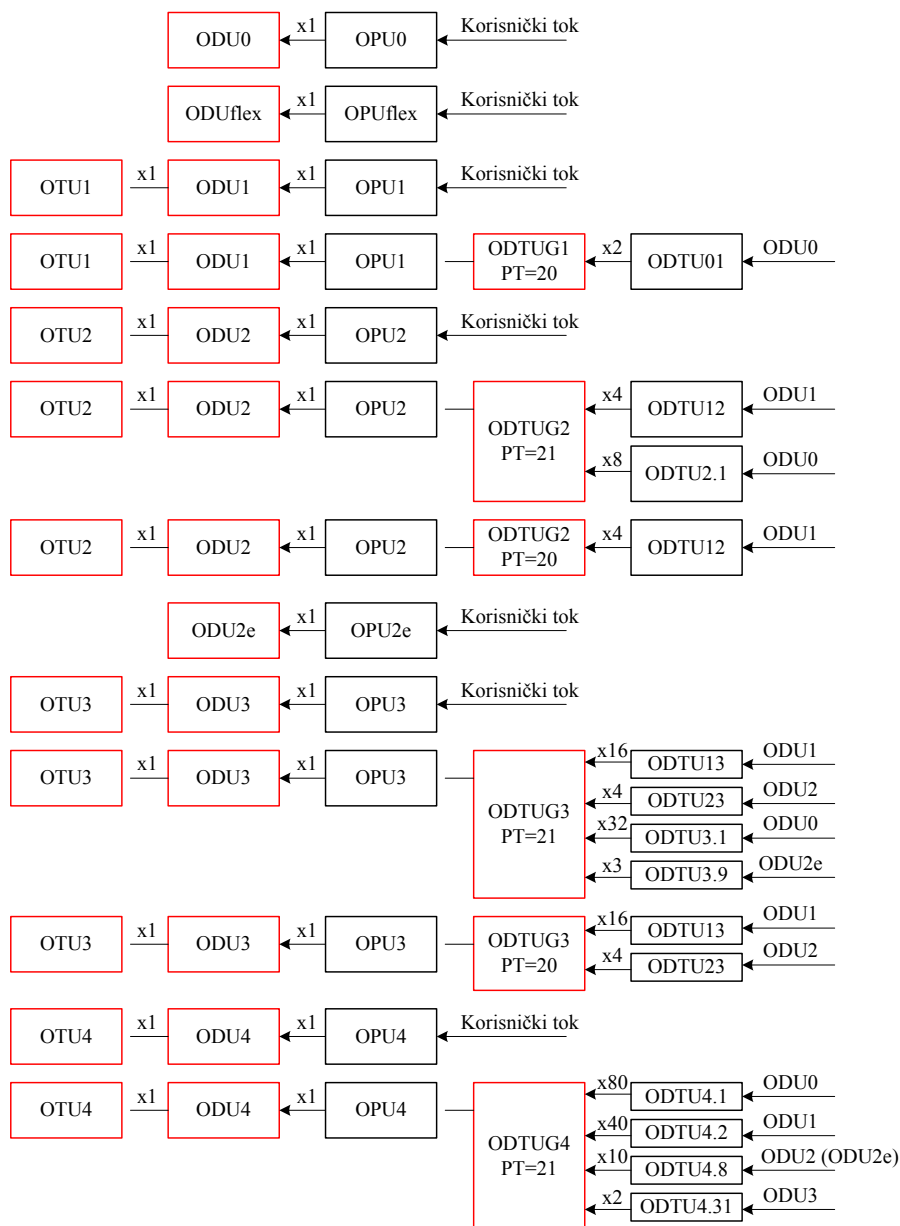 ODU0 x1 OPU0 Korisnički tok
ODUflex x1 OPUflex Korisnički tok
OTU1 x1 ODU1 x1 OPU1 Korisnički tok
OTU1 x1 ODU1 x1 OPU1 ODTUG1 PT=20 x2 ODTU01 ODU0
OTU2 x1 ODU2 x1 OPU2 Korisnički tok
OTU2 x1 ODU2 x1 OPU2 ODTUG2 PT=21 x4 ODTU12 ODU1
x8 ODTU2.1 ODU0
OTU2 x1 ODU2 x1 OPU2 ODTUG2 PT=20 x4 ODTU12 ODU1
ODU2e x1 OPU2e Korisnički tok
OTU3 x1 ODU3 x1 OPU3 Korisnički tok
OTU3 x1 ODU3 x1 OPU3 ODTUG3 PT=21 x16 ODTU13 ODU1
x4 ODTU23 ODU2
x32 ODTU3.1 ODU0
x3 ODTU3.9 ODU2e
OTU3 x1 ODU3 x1 OPU3 ODTUG3 PT=20 x16 ODTU13 ODU1
x4 ODTU23 ODU2
OTU4 x1 ODU4 x1 OPU4 Korisnički tok
OTU4 x1 ODU4 x1 OPU4 ODTUG4 PT=21 x80 ODTU4.1 ODU0
x40 ODTU4.2 ODU1
x10 ODTU4.8 ODU2 (ODU2e)
x2 ODTU4.31 ODU3